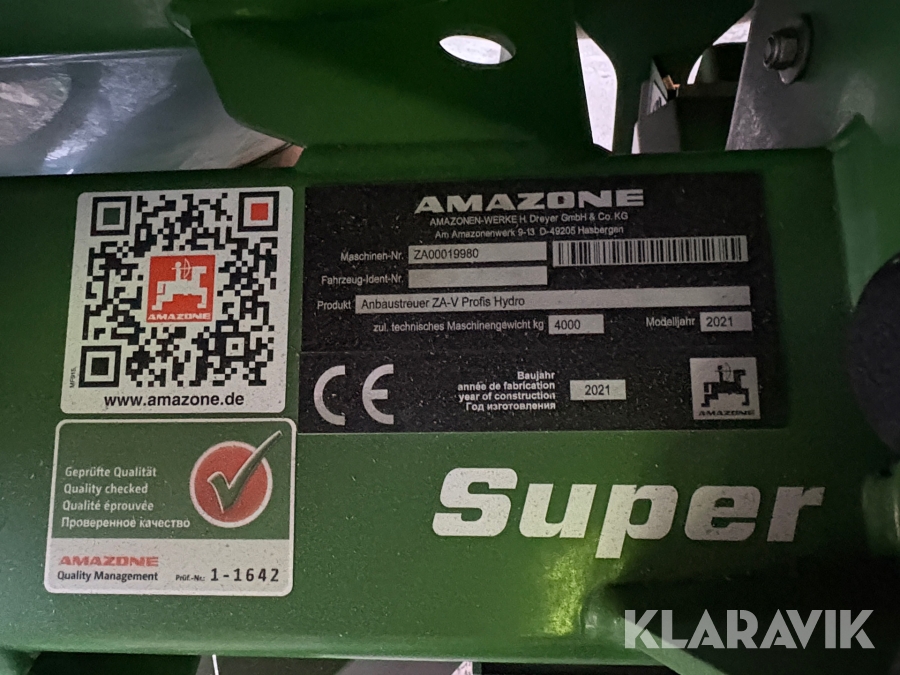 AMAZONE
AMAZONEN-WERKE H. Dreyer GmbH & Co.KG
Am Amazonenwerk 9-13 D-49205 Hasbergen
Maschinen-Nr. ZA00019980
Fahrzeug-Ident-Nr.
Produkt Anbaustreuer ZA-V Profis Hydro
zul. technisches Maschinengewicht kg 4000 Modelljahr 2021
CE
Baujahr
année de fabrication
year of construction 2021
Год изготовления
AMAZONE
AMAZONE
www.amazone.de
Geprüfte Qualität
Quality checked
Qualité éprouvée
Проверенное качество
AMAZONE
Quality Management Prüf.-Nr.: 1-1642
Super
KLARAVIK